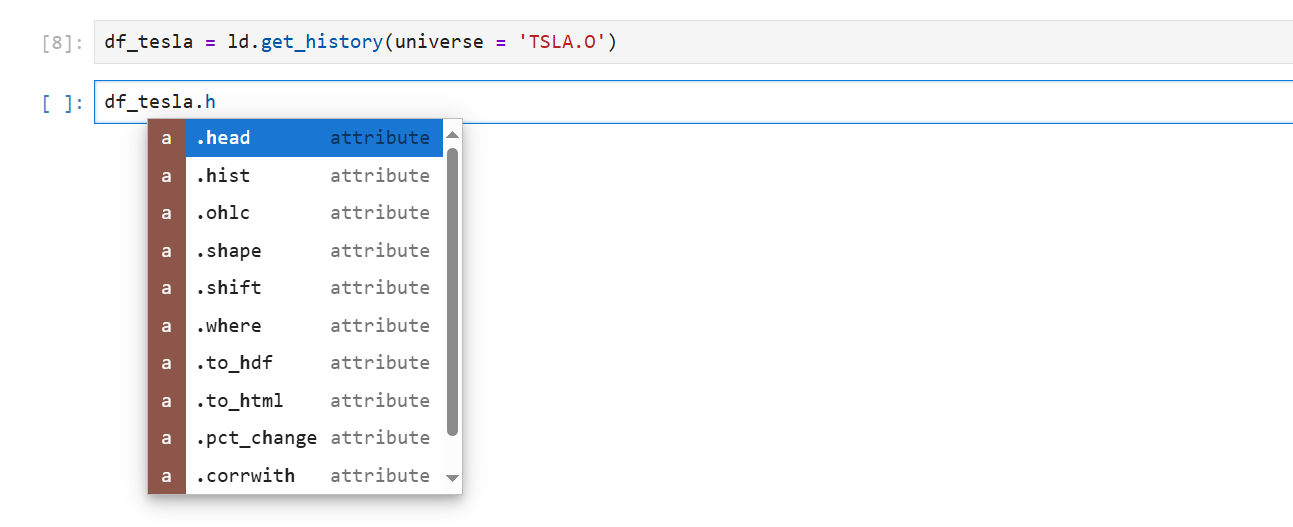 [8]: df_tesla = ld.get_history(universe = 'TSLA.O')
[ ]: df_tesla.h
a .head attribute
a .hist attribute
a .ohlc attribute
a .shape attribute
a .shift attribute
a .where attribute
a .to_hdf attribute
a .to_html attribute
a .pct_change attribute
a .corrwith attribute